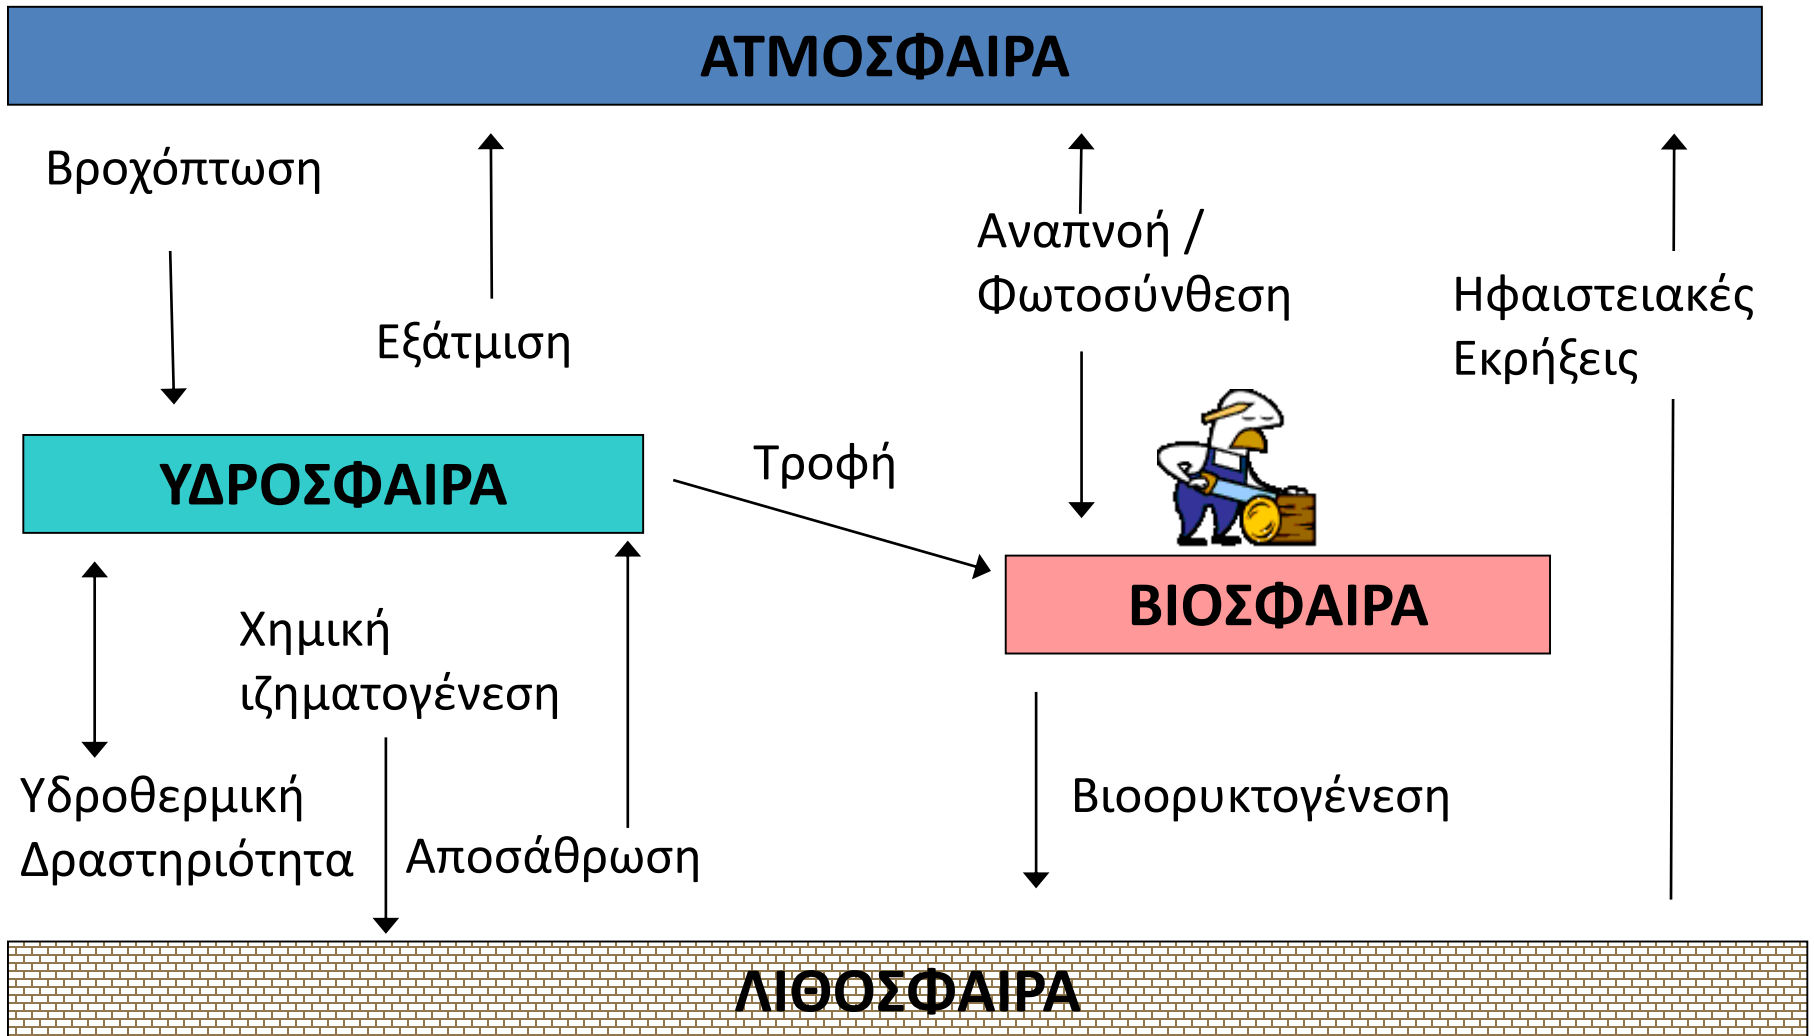 ΑΤΜΟΣΦΑΙΡΑ
Βροχόπτωση
Εξάτμιση
Αναπνοή /
Φωτοσύνθεση
Ηφαιστειακές
Εκρήξεις
ΥΔΡΟΣΦΑΙΡΑ
Τροφή
ΒΙΟΣΦΑΙΡΑ
Χημική
ιζηματογένεση
Υδροθερμική
Δραστηριότητα
Αποσάθρωση
Βιοορυκτογένεση
ΛΙΘΟΣΦΑΙΡΑ